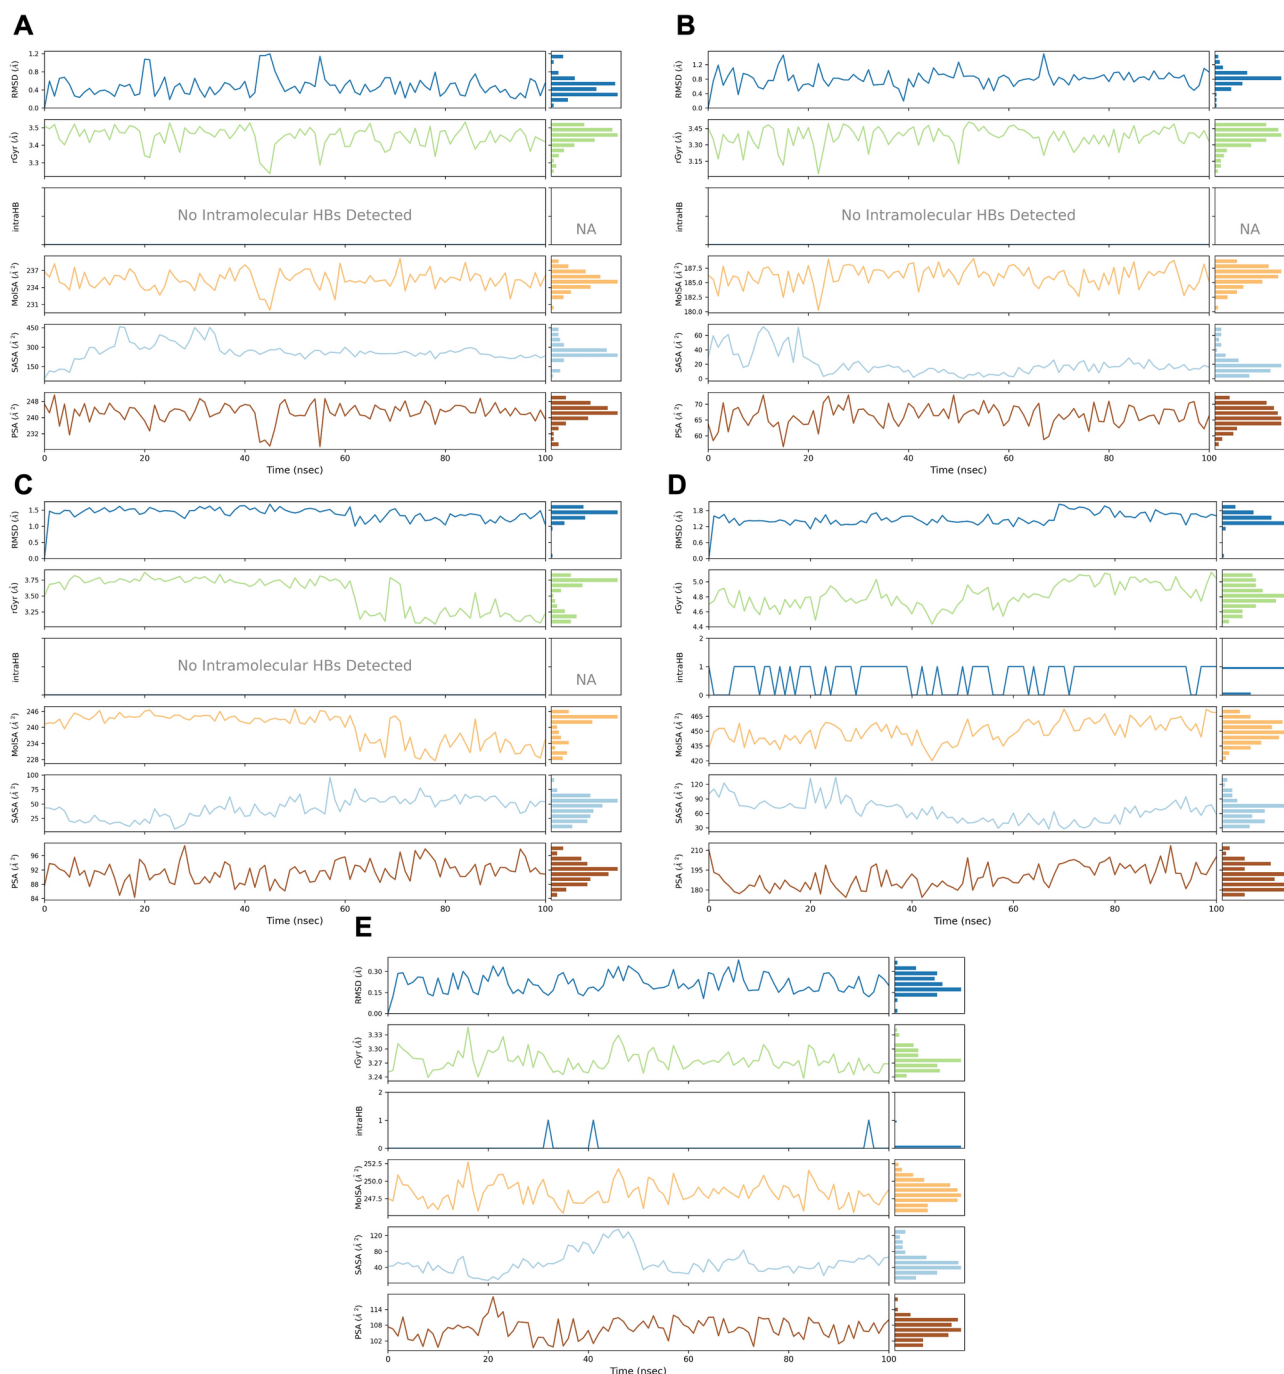 A
RMSD (Å)
1.2
0.8
0.4
0.0
rGyr (Å)
3.5
3.4
3.3
intraHB
No Intramolecular HBs Detected
NA
MolSA (Å²)
237
234
231
SASA (Å²)
450
300
150
PSA (Å²)
248
240
232
0
20
40
60
80
100
Time (nsec)
B
RMSD (Å)
1.2
0.8
0.4
0.0
rGyr (Å)
3.45
3.30
3.15
intraHB
No Intramolecular HBs Detected
NA
MolSA (Å²)
187.5
185.0
182.5
180.0
SASA (Å²)
60
40
20
0
PSA (Å²)
70
65
60
0
20
40
60
80
100
Time (nsec)
C
RMSD (Å)
1.5
1.0
0.5
0.0
rGyr (Å)
3.75
3.50
3.25
intraHB
No Intramolecular HBs Detected
NA
MolSA (Å²)
246
240
234
228
SASA (Å²)
100
75
50
25
PSA (Å²)
96
92
88
84
0
20
40
60
80
100
Time (nsec)
D
RMSD (Å)
1.8
1.2
0.6
0.0
rGyr (Å)
5.0
4.8
4.6
4.4
intraHB
2
1
0
MolSA (Å²)
465
450
435
420
SASA (Å²)
120
90
60
30
PSA (Å²)
210
195
180
0
20
40
60
80
100
Time (nsec)
E
RMSD (Å)
0.30
0.15
0.00
rGyr (Å)
3.33
3.30
3.27
3.24
intraHB
2
1
0
MolSA (Å²)
252.5
250.0
247.5
SASA (Å²)
120
80
40
PSA (Å²)
114
108
102
0
20
40
60
80
100
Time (nsec)